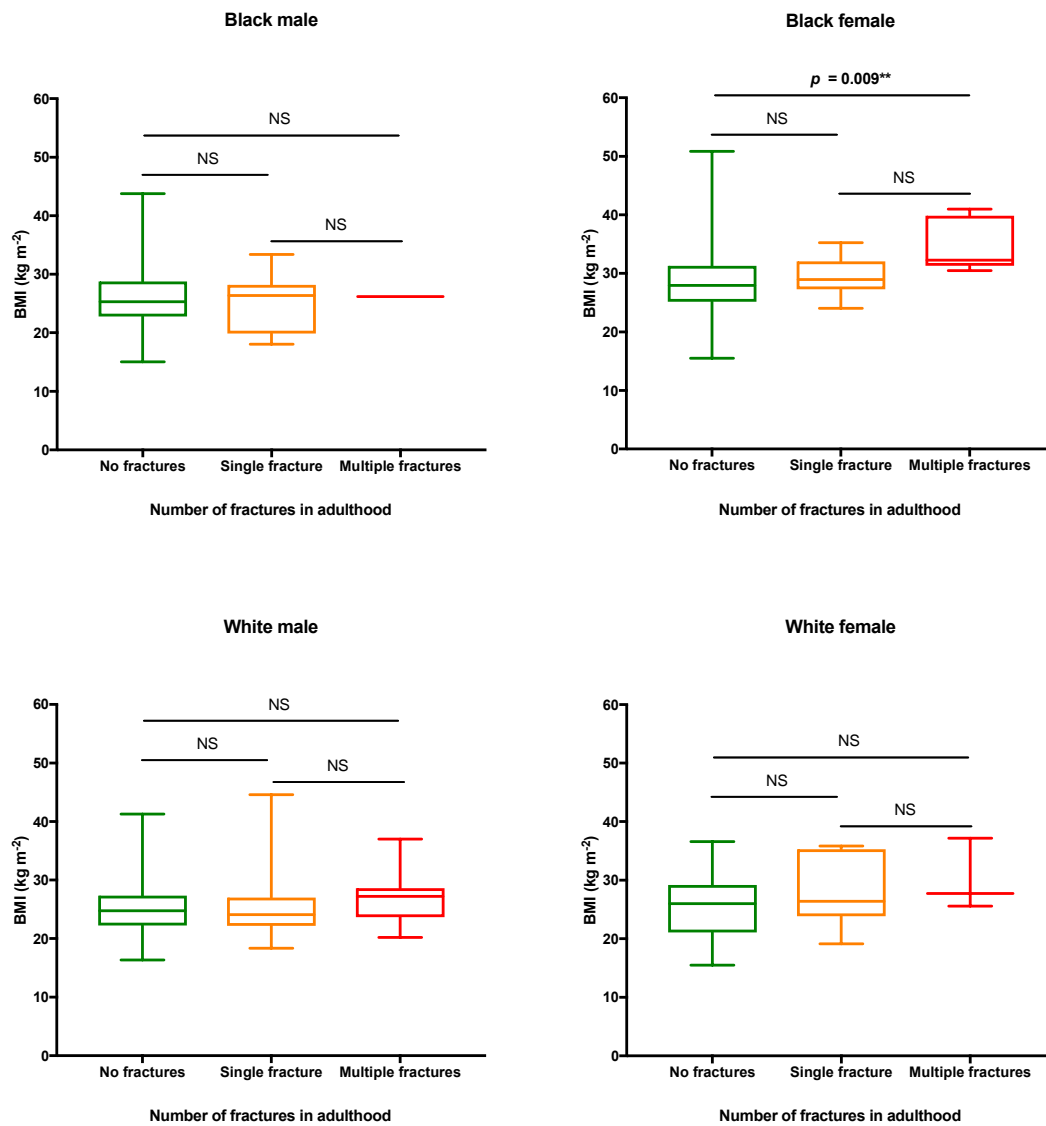 Black male
NS
NS
NS
60
50
40
30
20
10
0
BMI (kg m-2)
No fractures Single fracture Multiple fractures
Number of fractures in adulthood
Black female
p = 0.009**
NS
NS
60
50
40
30
20
10
0
BMI (kg m-2)
No fractures Single fracture Multiple fractures
Number of fractures in adulthood
White male
NS
NS
NS
60
50
40
30
20
10
0
BMI (kg m-2)
No fractures Single fracture Multiple fractures
Number of fractures in adulthood
White female
NS
NS
NS
60
50
40
30
20
10
0
BMI (kg m-2)
No fractures Single fracture Multiple fractures
Number of fractures in adulthood